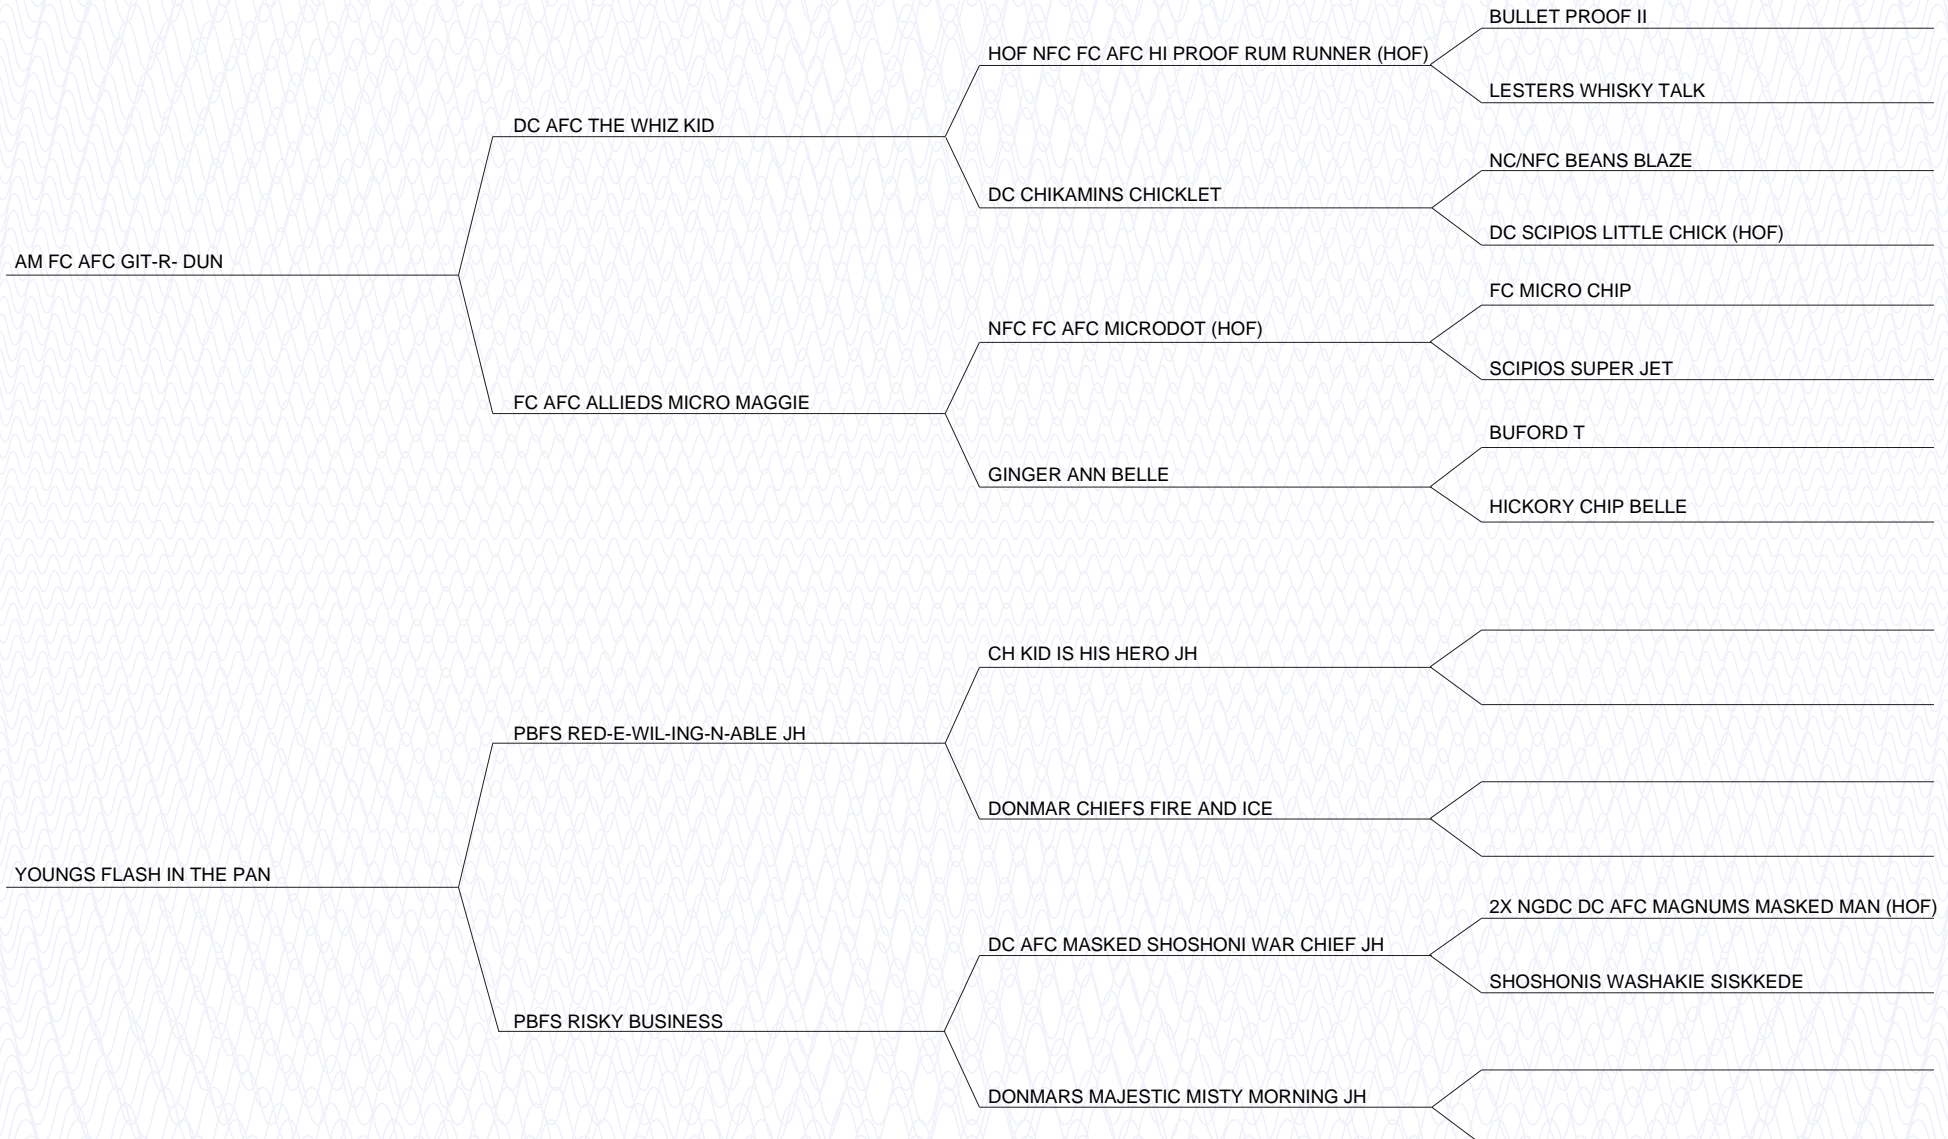 BULLET PROOF II
HOF NFC FC AFC HI PROOF RUM RUNNER (HOF)
LESTERS WHISKY TALK
DC AFC THE WHIZ KID
NC/NFC BEANS BLAZE
DC CHIKAMINS CHICKLET
DC SCIPIOS LITTLE CHICK (HOF)
AM FC AFC GIT-R- DUN
FC MICRO CHIP
NFC FC AFC MICRODOT (HOF)
SCIPIOS SUPER JET
FC AFC ALLIEDS MICRO MAGGIE
BUFORD T
GINGER ANN BELLE
HICKORY CHIP BELLE
CH KID IS HIS HERO JH
PBFS RED-E-WIL-ING-N-ABLE JH
DONMAR CHIEFS FIRE AND ICE
YOUNGS FLASH IN THE PAN
2X NGDC DC AFC MAGNUMS MASKED MAN (HOF)
DC AFC MASKED SHOSHONI WAR CHIEF JH
SHOSHONIS WASHAKIE SISKKEDE
PBFS RISKY BUSINESS
DONMARS MAJESTIC MISTY MORNING JH